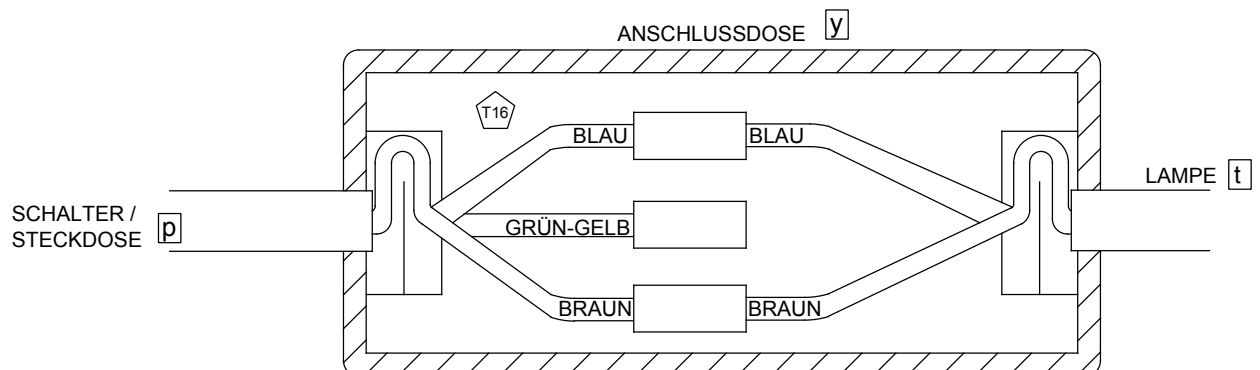 ANSCHLUSSDOSE y
T16
BLAU BLAU
LAMPE t
SCHALTER /
STECKDOSE p
GRÜN-GELB
BRAUN BRAUN